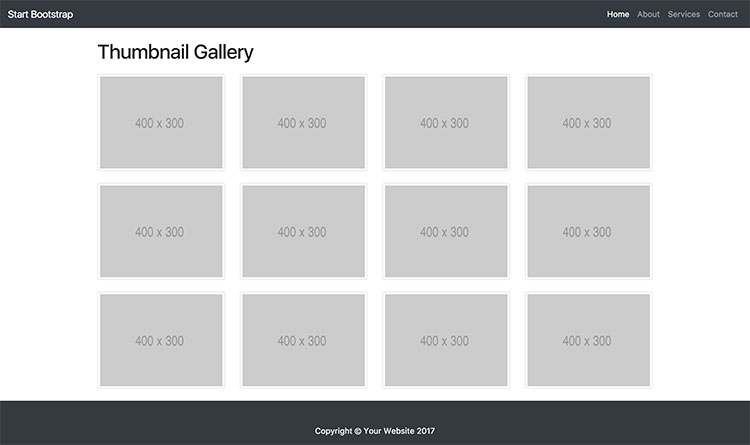 Start Bootstrap
Home About Services Contact
Thumbnail Gallery
400 x 300 400 x 300 400 x 300 400 x 300
400 x 300 400 x 300 400 x 300 400 x 300
400 x 300 400 x 300 400 x 300 400 x 300
Copyright © Your Website 2017